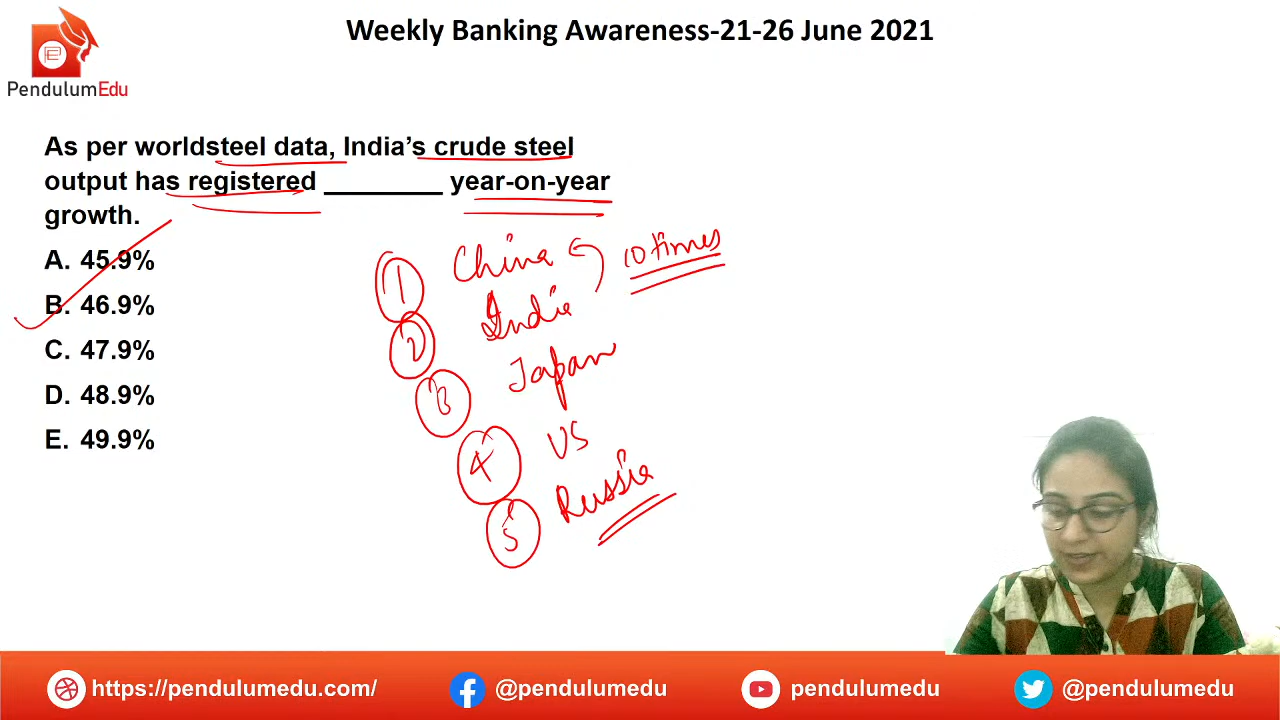 Weekly Banking Awareness-21-26 June 2021
PendulumEdu
As per worldsteel data, India's crude steel
output has registered ________ year-on-year
growth.
A. 45.9%
B. 46.9%
C. 47.9%
D. 48.9%
E. 49.9%
1 China 10 times
2 India
3 Japan
4 US
5 Russia
https://pendulumedu.com/ @pendulumedu pendulumedu @pendulumedu